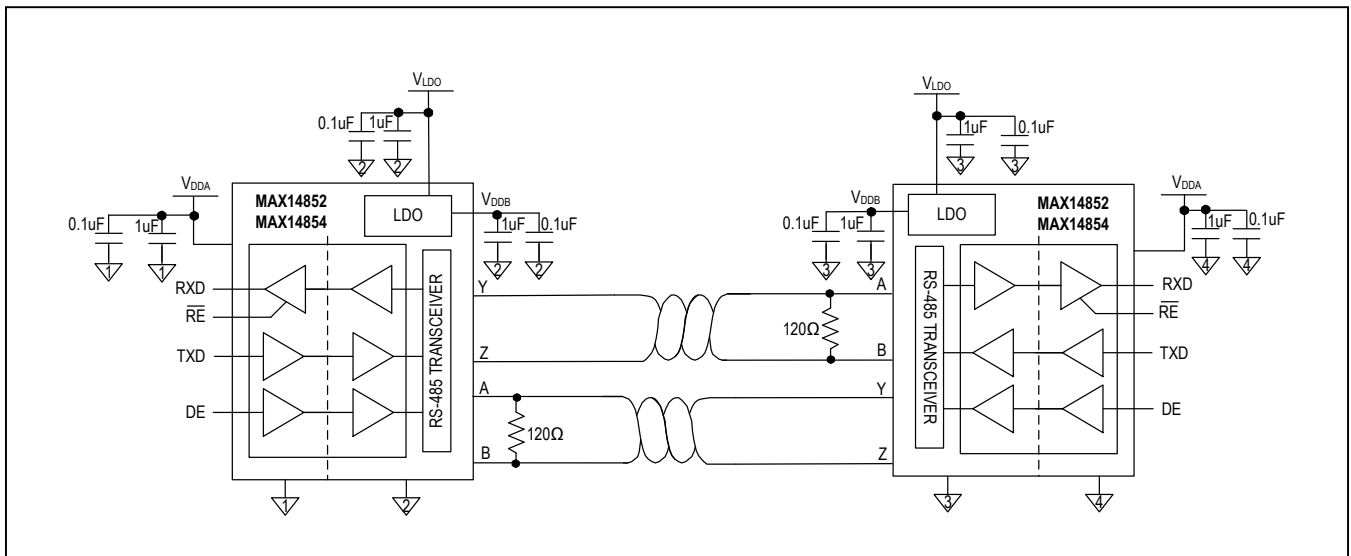 VLDO
0.1uF 1uF
2 2
VDDA
0.1uF 1uF
1 1
MAX14852
MAX14854
LDO
VDDB
1uF 0.1uF
2 2
RXD
RE
TXD
DE
RS-485 TRANSCEIVER
Y
Z
A
B
120Ω
1 2
VLDO
1uF 0.1uF
3 3
VDDB
0.1uF 1uF
3 3
LDO
MAX14852
MAX14854
VDDA
1uF 0.1uF
4 4
A
B
120Ω
Y
Z
RS-485 TRANSCEIVER
RXD
RE
TXD
DE
3 4